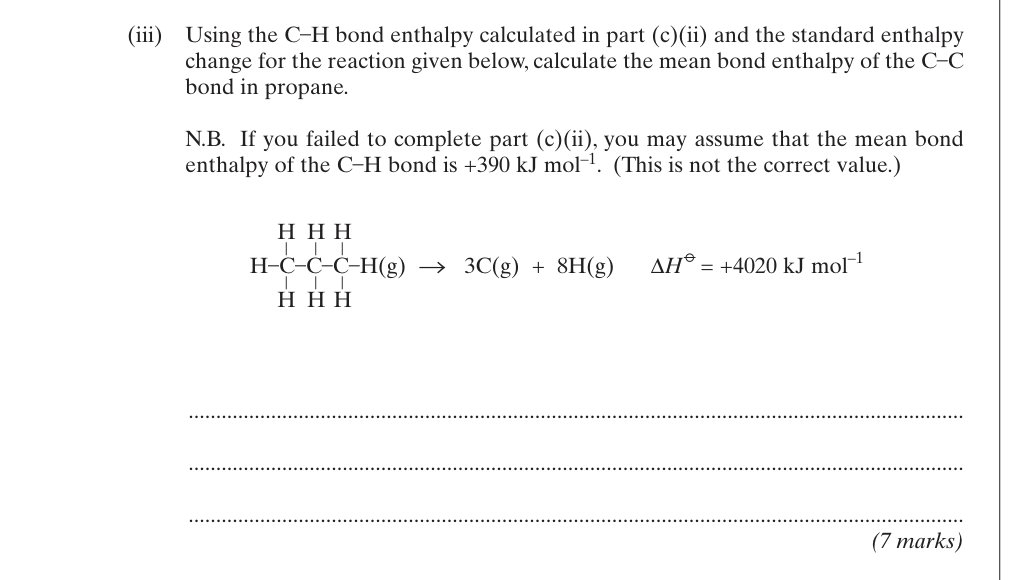 (iii) Using the C–H bond enthalpy calculated in part (c)(ii) and the standard enthalpy
change for the reaction given below, calculate the mean bond enthalpy of the C–C
bond in propane.
N.B. If you failed to complete part (c)(ii), you may assume that the mean bond
enthalpy of the C–H bond is +390 kJ mol⁻¹. (This is not the correct value.)
H H H
| | |
H–C–C–C–H(g) ⟶ 3C(g) + 8H(g) ΔH⦵ = +4020 kJ mol⁻¹
| | |
H H H
..........................................................................................
..........................................................................................
..........................................................................................
(7 marks)